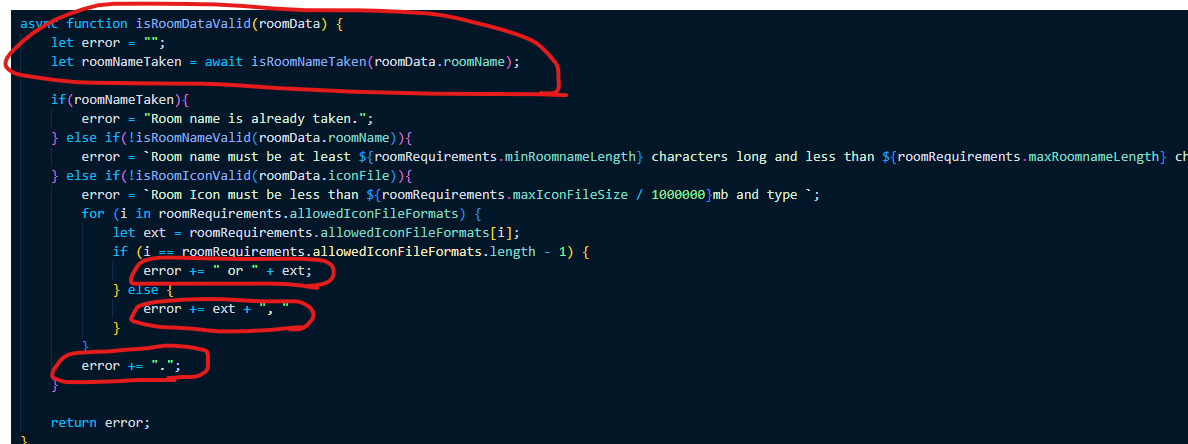 async function isRoomDataValid(roomData) {
let error = "";
let roomNameTaken = await isRoomNameTaken(roomData.roomName);
if(roomNameTaken){
error = "Room name is already taken.";
} else if(!isRoomNameValid(roomData.roomName)){
error = `Room name must be at least ${roomRequirements.minRoomnameLength} characters long and less than ${roomRequirements.maxRoomnameLength} ch
} else if(!isRoomIconValid(roomData.iconFile)){
error = `Room Icon must be less than ${roomRequirements.maxIconFileSize / 1000000}mb and type `;
for (i in roomRequirements.allowedIconFileFormats) {
let ext = roomRequirements.allowedIconFileFormats[i];
if (i == roomRequirements.allowedIconFileFormats.length - 1) {
error += " or " + ext;
} else {
error += ext + ", "
}
}
error += ".";
}
return error;
}